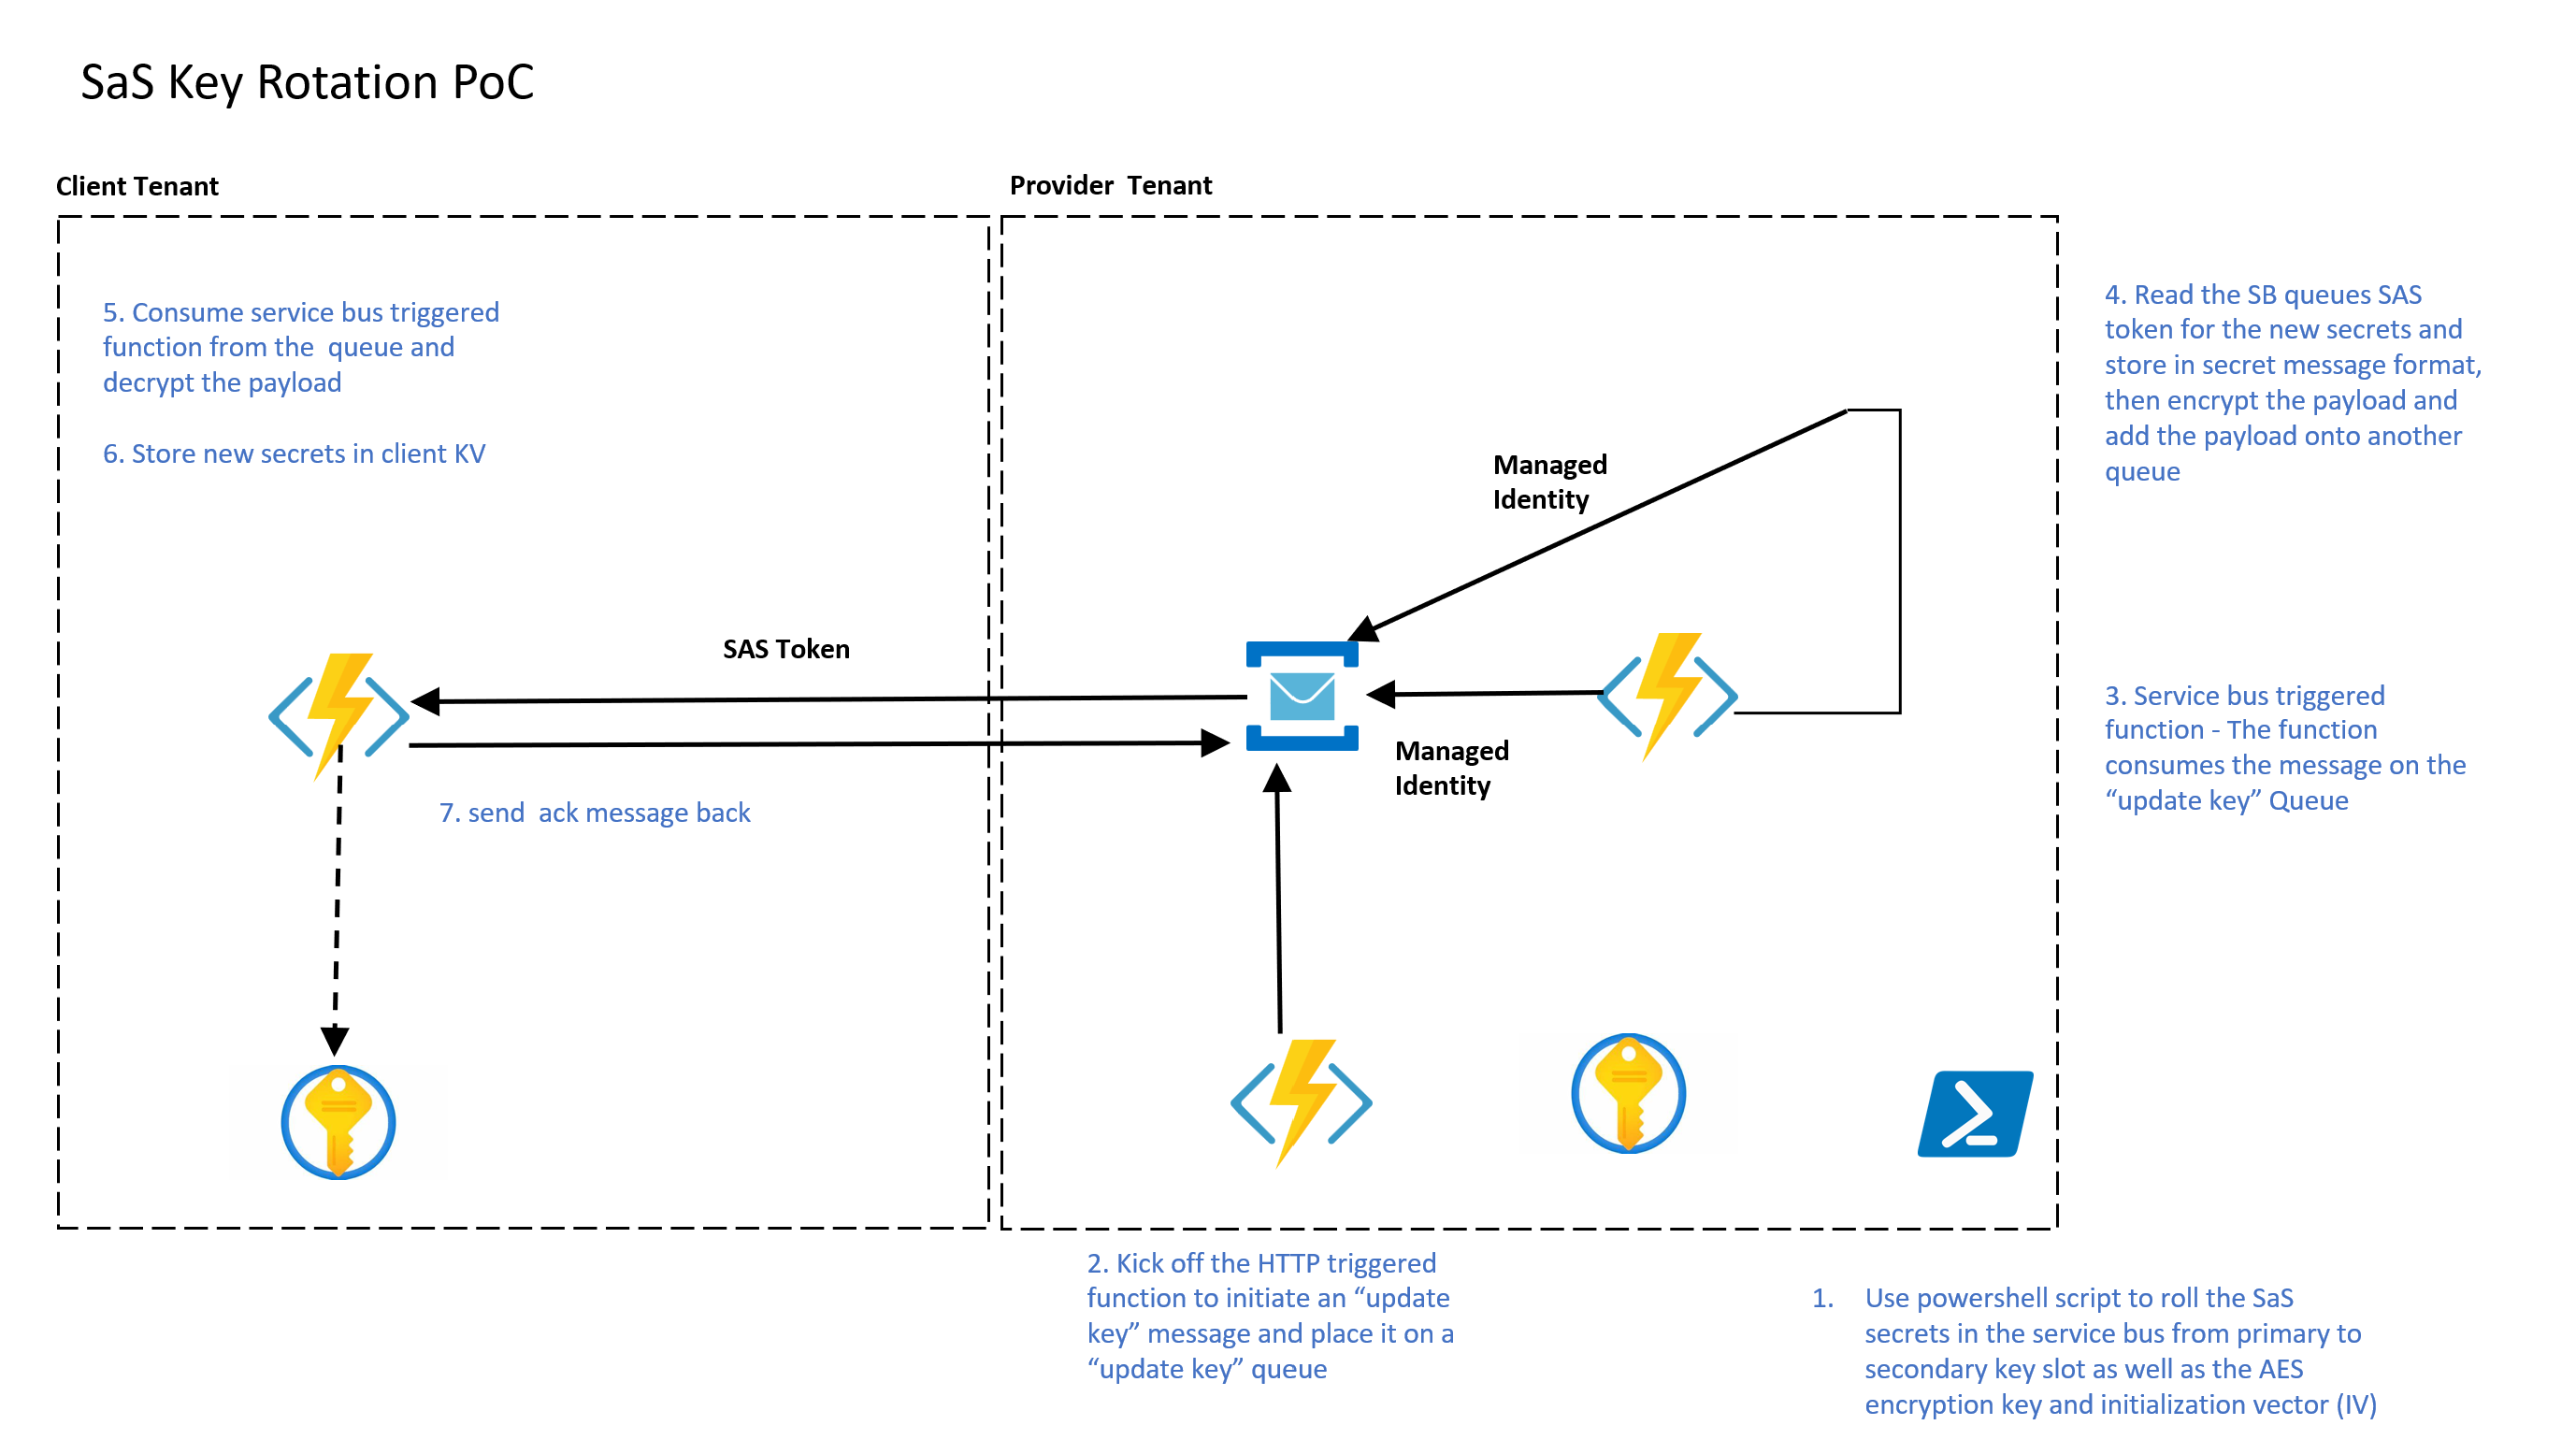 SaS Key Rotation PoC
Client Tenant
Provider  Tenant
5. Consume service bus triggered
function from the  queue and
decrypt the payload
6. Store new secrets in client KV
4. Read the SB queues SAS
token for the new secrets and
store in secret message format,
then encrypt the payload and
add the payload onto another
queue
Managed
Identity
SAS Token
Managed
Identity
3. Service bus triggered
function - The function
consumes the message on the
“update key” Queue
7. send  ack message back
2. Kick off the HTTP triggered
function to initiate an “update
key” message and place it on a
“update key” queue
1. Use powershell script to roll the SaS
secrets in the service bus from primary to
secondary key slot as well as the AES
encryption key and initialization vector (IV)